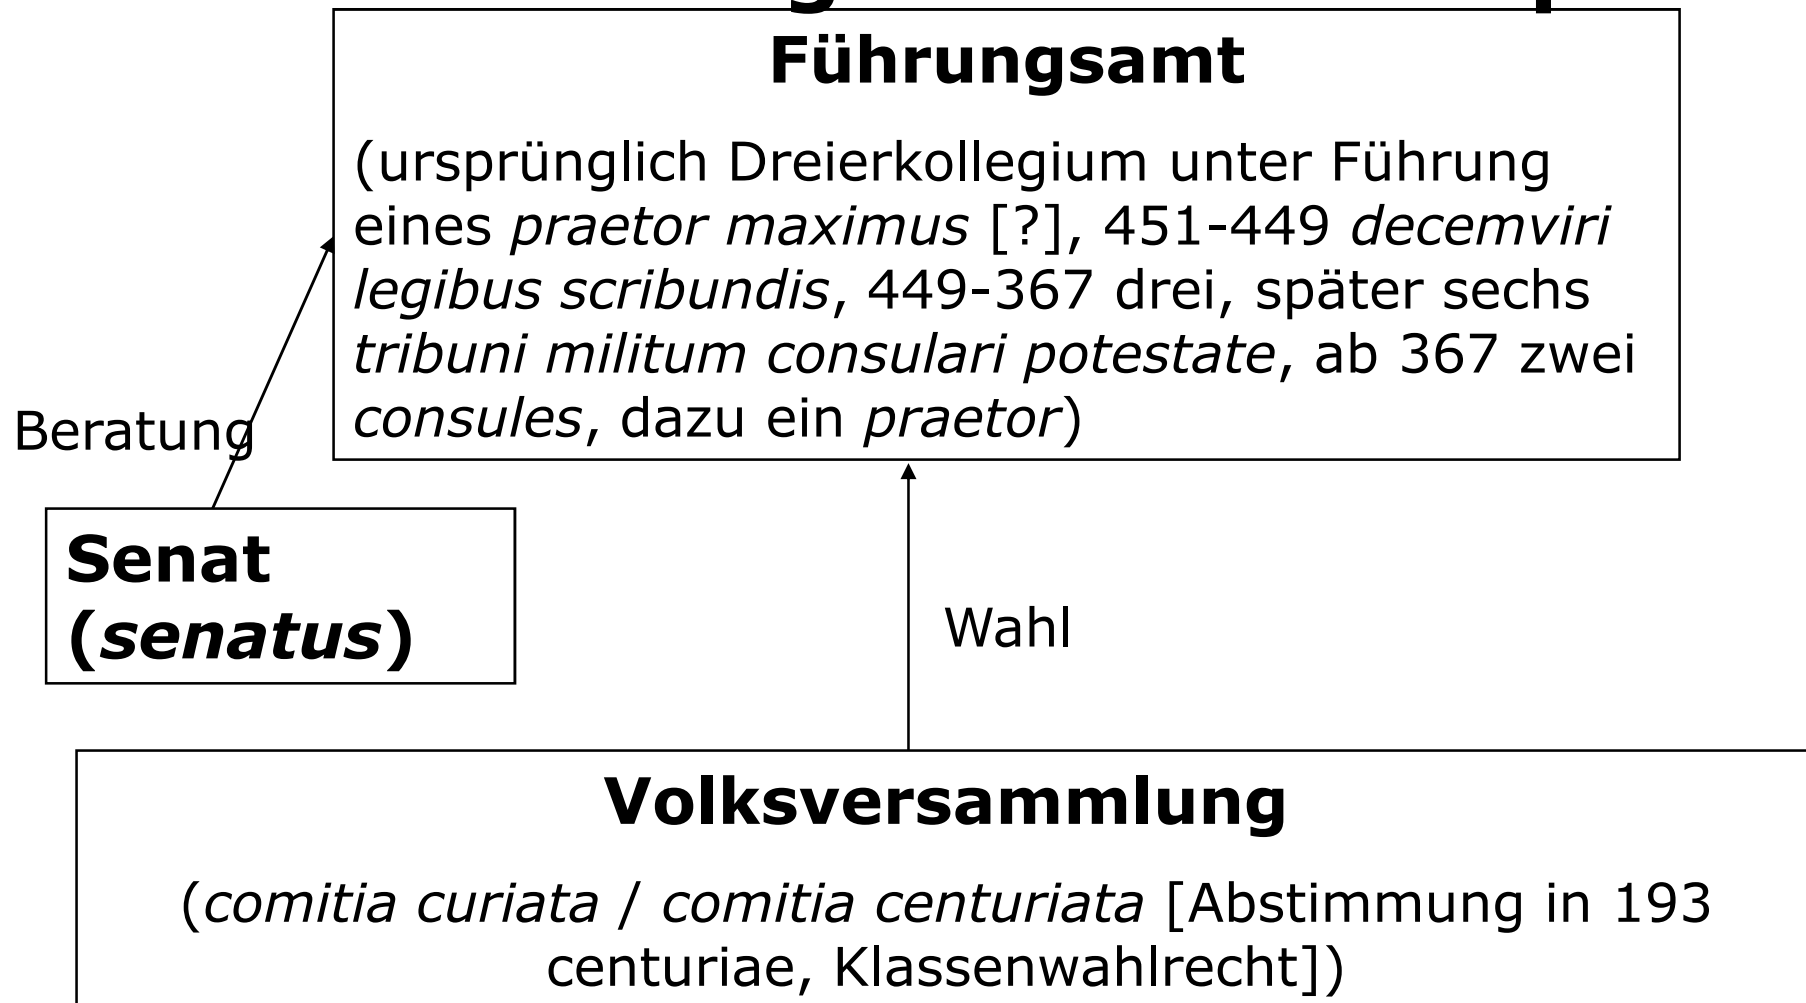 Führungsamt
(ursprünglich Dreierkollegium unter Führung
eines praetor maximus [?], 451-449 decemviri
legibus scribundis, 449-367 drei, später sechs
tribuni militum consulari potestate, ab 367 zwei
consules, dazu ein praetor)
Beratung
Senat
(senatus)
Wahl
Volksversammlung
(comitia curiata / comitia centuriata [Abstimmung in 193
centuriae, Klassenwahlrecht])